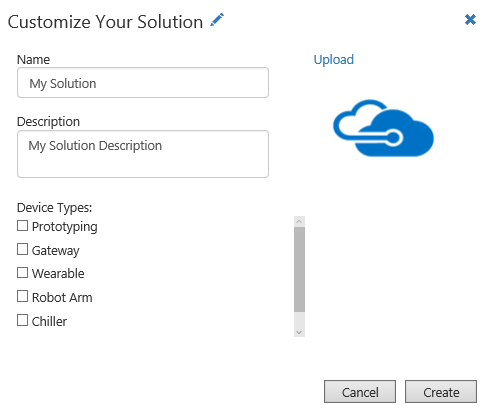 Customize Your Solution
Name
Upload
My Solution
Description
My Solution Description
Device Types:
Prototyping
Gateway
Wearable
Robot Arm
Chiller
Cancel
Create